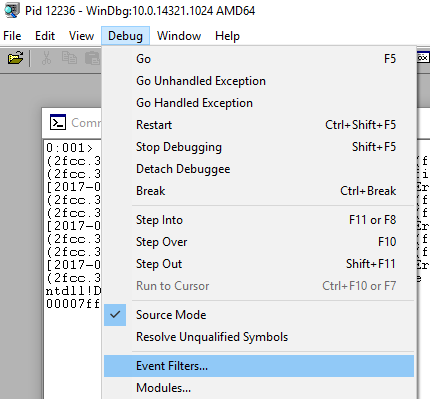 Pid 12236 - WinDbg:10.0.14321.1024 AMD64
File Edit View Debug Window Help
Go F5
Go Unhandled Exception
Go Handled Exception
Restart Ctrl+Shift+F5
Stop Debugging Shift+F5
Detach Debuggee
Break Ctrl+Break
Step Into F11 or F8
Step Over F10
Step Out Shift+F11
Run to Cursor Ctrl+F10 or F7
Source Mode
Resolve Unqualified Symbols
Event Filters...
Modules...
Comm
0:001>
(2fcc.3 (f
(2fcc.3 fi
[2017-0 Er
(2fcc.3 (f
(2fcc.3 (f
[2017-0 Er
(2fcc.3 (f
(2fcc.3 (f
[2017-0 Er
(2fcc.3 e
ntdll!D
00007ff